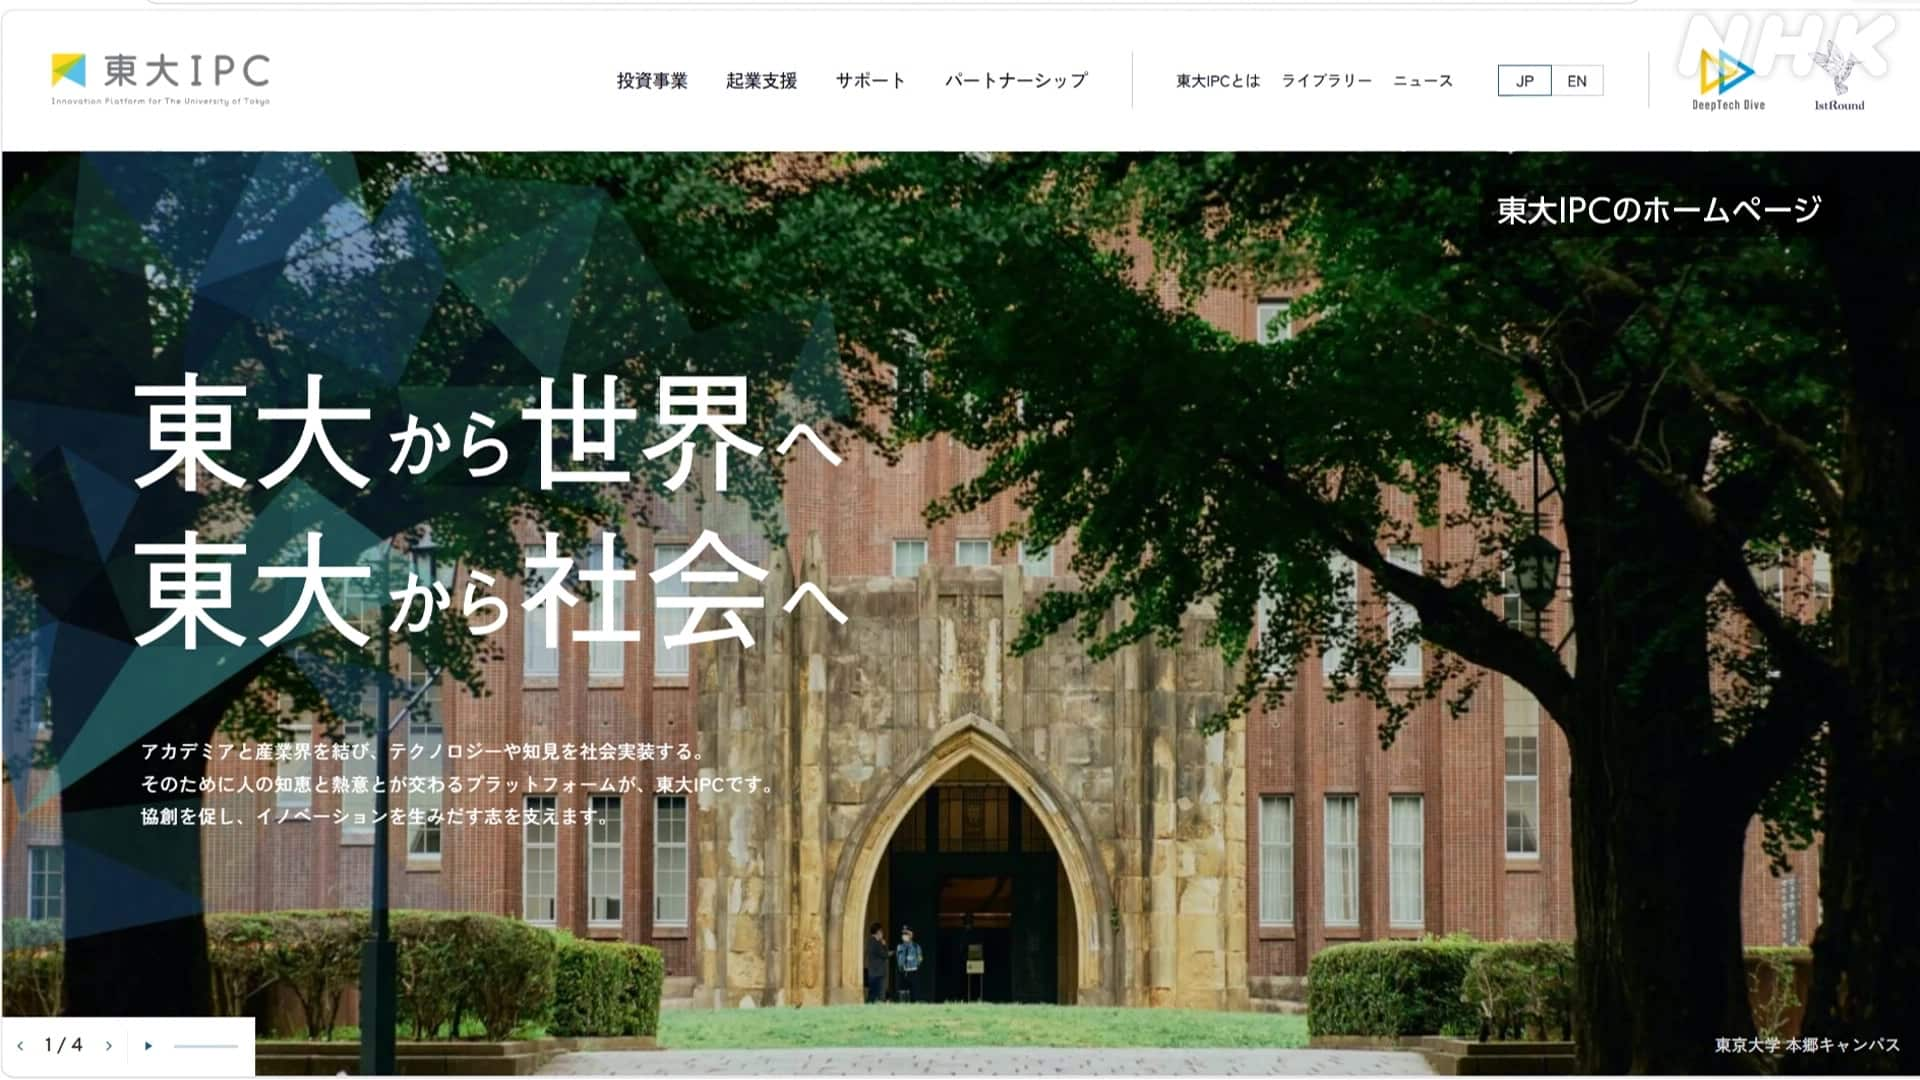 東大IPC
Innovation Platform for The University of Tokyo
投資事業 起業支援 サポート パートナーシップ 東大IPCとは ライブラリー ニュース JP EN
NHK
DeepTech Dive
1stRound
東大IPCのホームページ
東大から世界へ
東大から社会へ
アカデミアと産業界を結び、テクノロジーや知見を社会実装する。
そのために人の知恵と熱意とが交わるプラットフォームが、東大IPCです。
協創を促し、イノベーションを生みだす志を支えます。
1 / 4
東京大学 本郷キャンパス